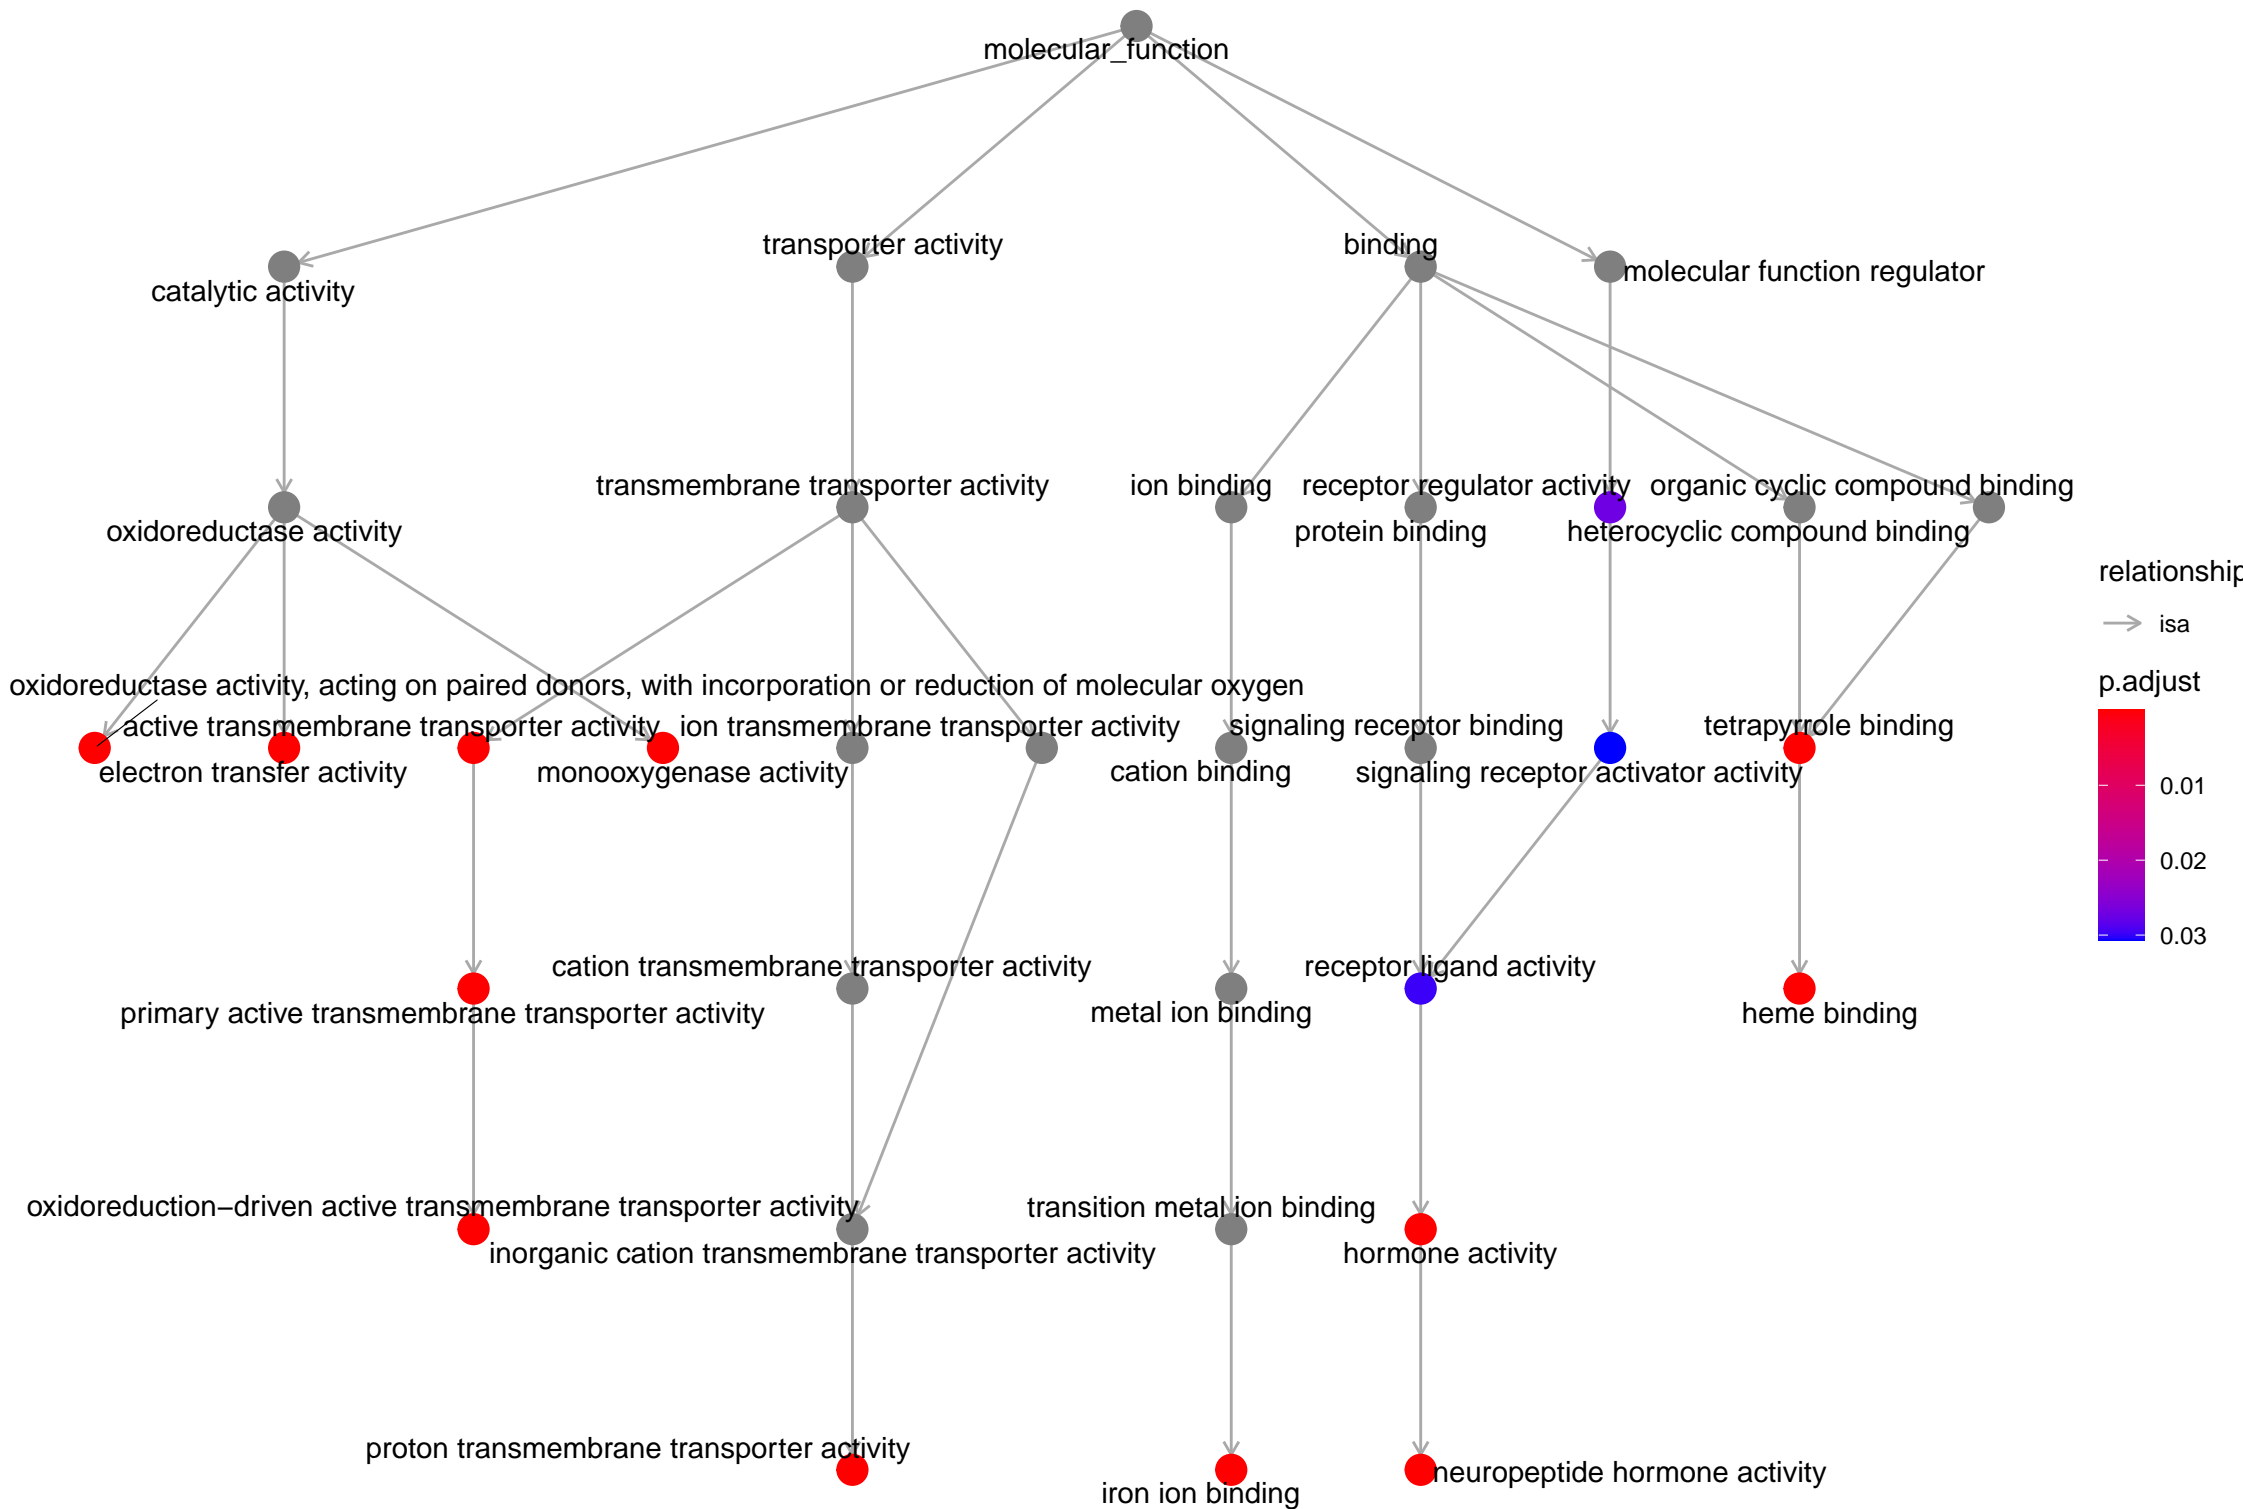 molecular_function
transporter activity
binding
molecular function regulator
catalytic activity
transmembrane transporter activity
ion binding
receptor regulator activity
organic cyclic compound binding
oxidoreductase activity
protein binding
heterocyclic compound binding
relationship
isa
oxidoreductase activity, acting on paired donors, with incorporation or reduction of molecular oxygen
p.adjust
active transmembrane transporter activity
ion transmembrane transporter activity
signaling receptor binding
tetrapyrrole binding
electron transfer activity
monooxygenase activity
cation binding
signaling receptor activator activity
0.01
0.02
0.03
cation transmembrane transporter activity
receptor ligand activity
primary active transmembrane transporter activity
metal ion binding
heme binding
oxidoreduction−driven active transmembrane transporter activity
transition metal ion binding
inorganic cation transmembrane transporter activity
hormone activity
proton transmembrane transporter activity
neuropeptide hormone activity
iron ion binding